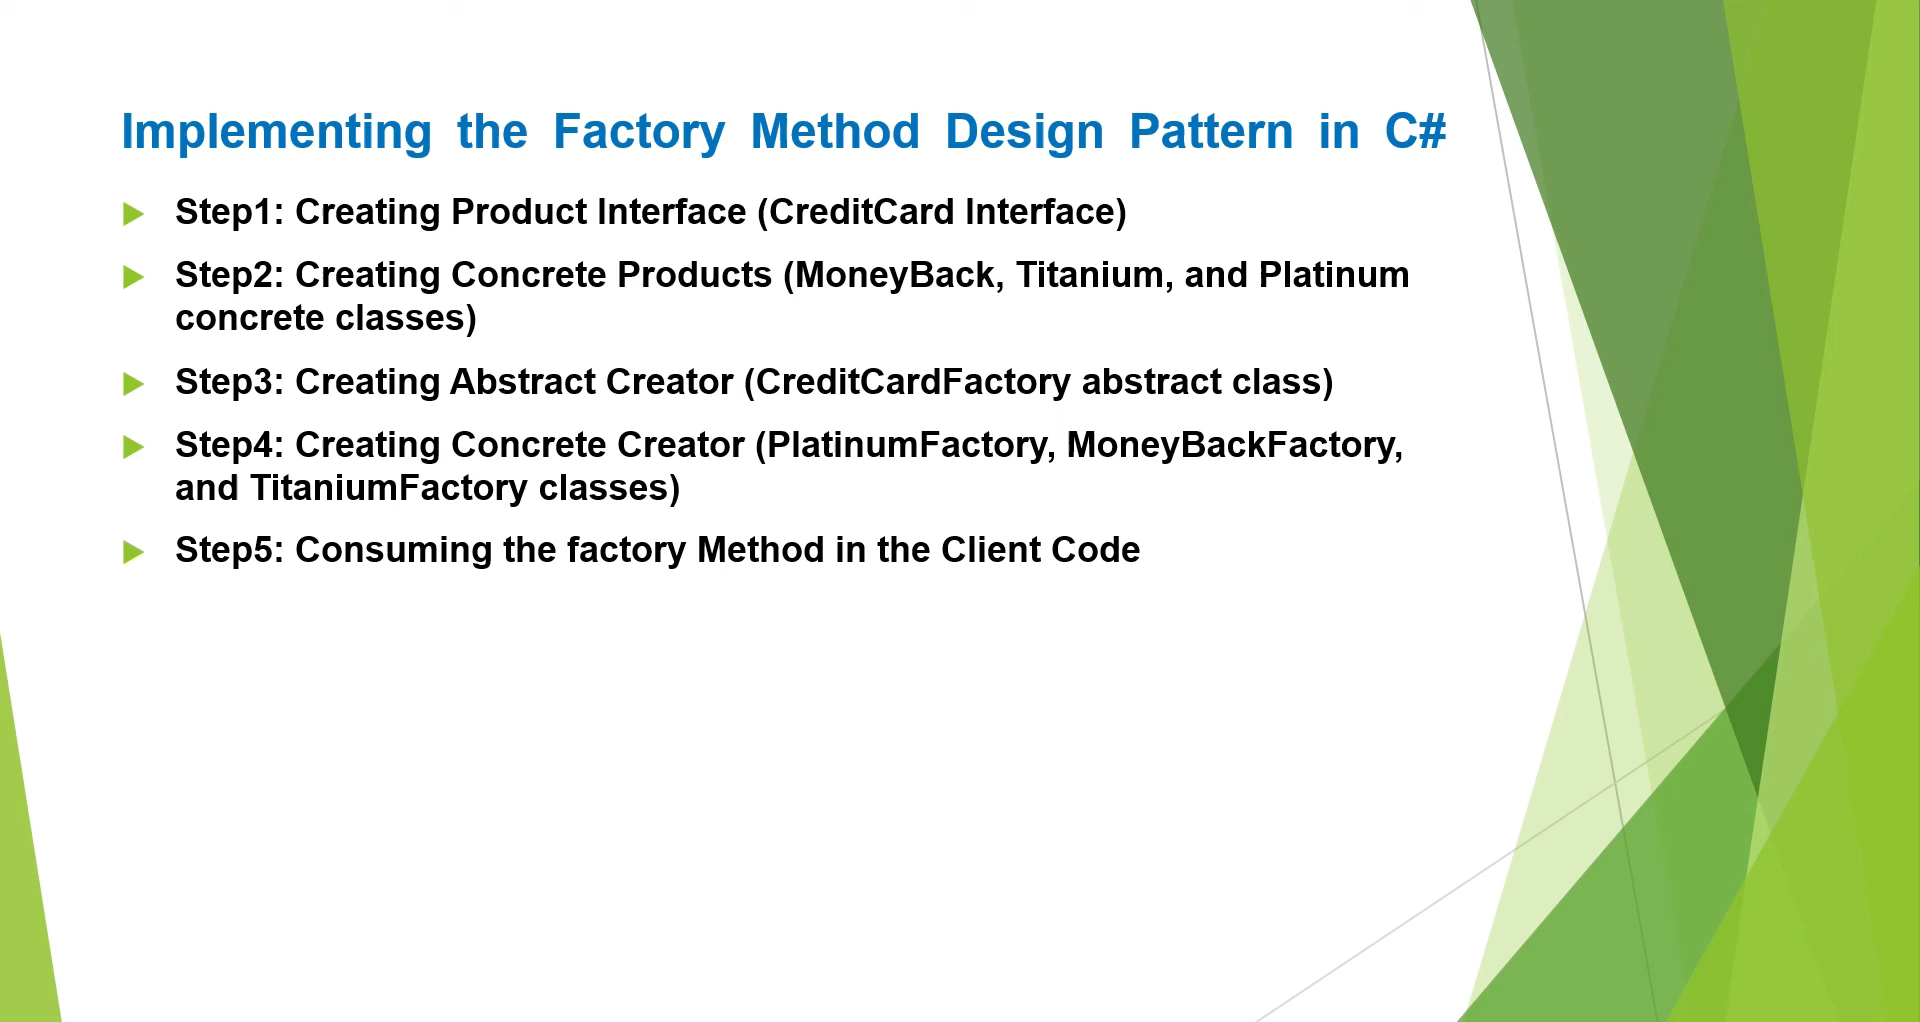 Implementing the Factory Method Design Pattern in C#
Step1: Creating Product Interface (CreditCard Interface)
Step2: Creating Concrete Products (MoneyBack, Titanium, and Platinum
concrete classes)
Step3: Creating Abstract Creator (CreditCardFactory abstract class)
Step4: Creating Concrete Creator (PlatinumFactory, MoneyBackFactory,
and TitaniumFactory classes)
Step5: Consuming the factory Method in the Client Code